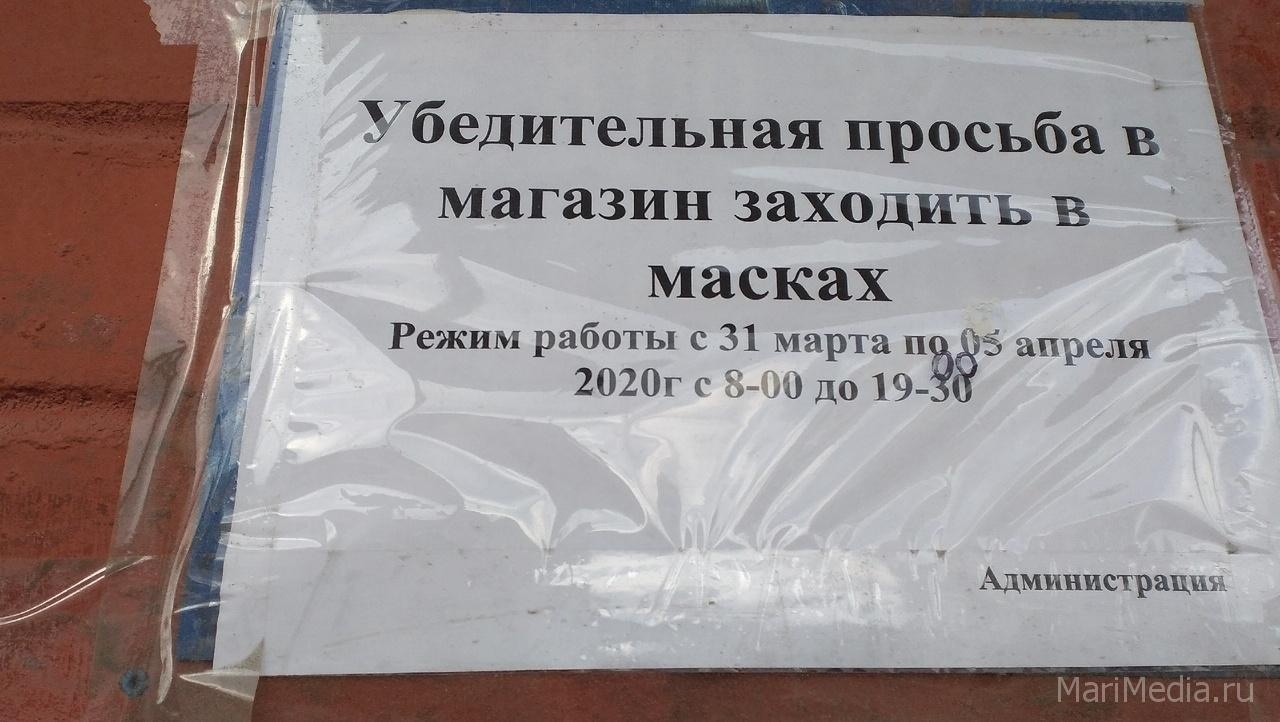 Убедительная просьба в
магазин заходить в
масках
Режим работы с 31 марта по 05 апреля
00
2020г с 8-00 до 19-30
Администрация
MariMedia.ru